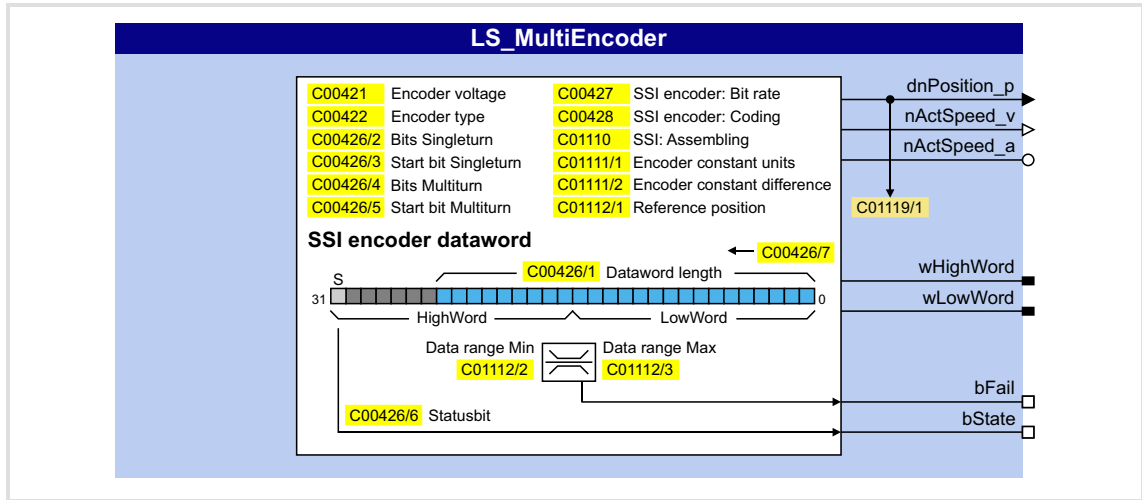 LS_MultiEncoder
C00421 Encoder voltage
C00422 Encoder type
C00426/2 Bits Singleturn
C00426/3 Start bit Singleturn
C00426/4 Bits Multiturn
C00426/5 Start bit Multiturn
C00427 SSI encoder: Bit rate
C00428 SSI encoder: Coding
C01110 SSI: Assembling
C01111/1 Encoder constant units
C01111/2 Encoder constant difference
C01112/1 Reference position
dnPosition_p
nActSpeed_v
nActSpeed_a
C01119/1
SSI encoder dataword
C00426/7
C00426/1 Dataword length
S
31
0
HighWord
LowWord
wHighWord
wLowWord
Data range Min
C01112/2
Data range Max
C01112/3
C00426/6 Statusbit
bFail
bState